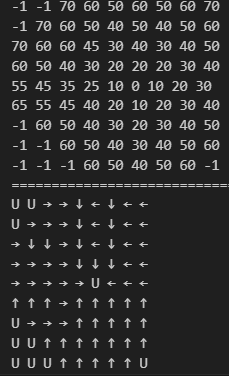 -1 -1 70 60 50 60 50 60 70
-1 70 60 50 40 50 40 50 60
70 60 60 45 30 40 30 40 50
60 50 40 30 20 20 20 30 40
55 45 35 25 10 0 10 20 30
65 55 45 40 20 10 20 30 40
-1 60 50 40 30 20 30 40 50
-1 -1 60 50 40 30 40 50 60
-1 -1 -1 60 50 40 50 60 -1
==============================
U U → → ↓ ← ↓ ← ←
U → → → ↓ ← ↓ ← ←
→ ↓ ↓ → ↓ ← ↓ ← ←
→ → → → ↓ ↓ ↓ ← ←
→ → → → → U ← ← ←
↑ ↑ ↑ → ↑ ↑ ↑ ↑ ↑
U → → → ↑ ↑ ↑ ↑ ↑
U U ↑ ↑ ↑ ↑ ↑ ↑ ↑
U U U ↑ ↑ ↑ ↑ ↑ U